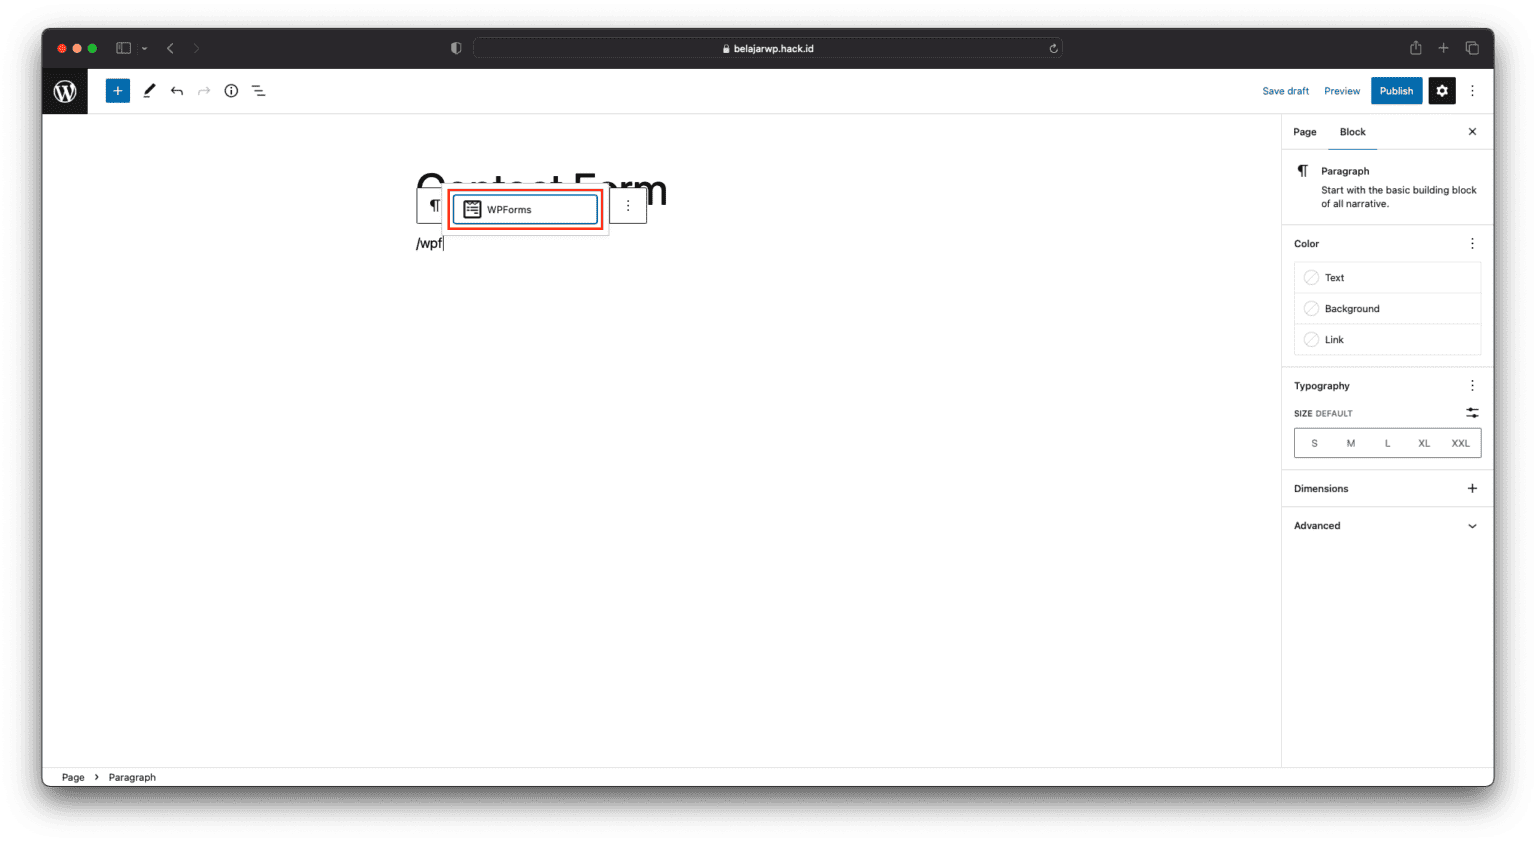 belajarwp.hack.id
Save draft
Preview
Publish
Page
Block
Contact Form
WPForms
/wpf
Paragraph
Start with the basic building block
of all narrative.
Color
Text
Background
Link
Typography
SIZE DEFAULT
S M L XL XXL
Dimensions
Advanced
Page › Paragraph